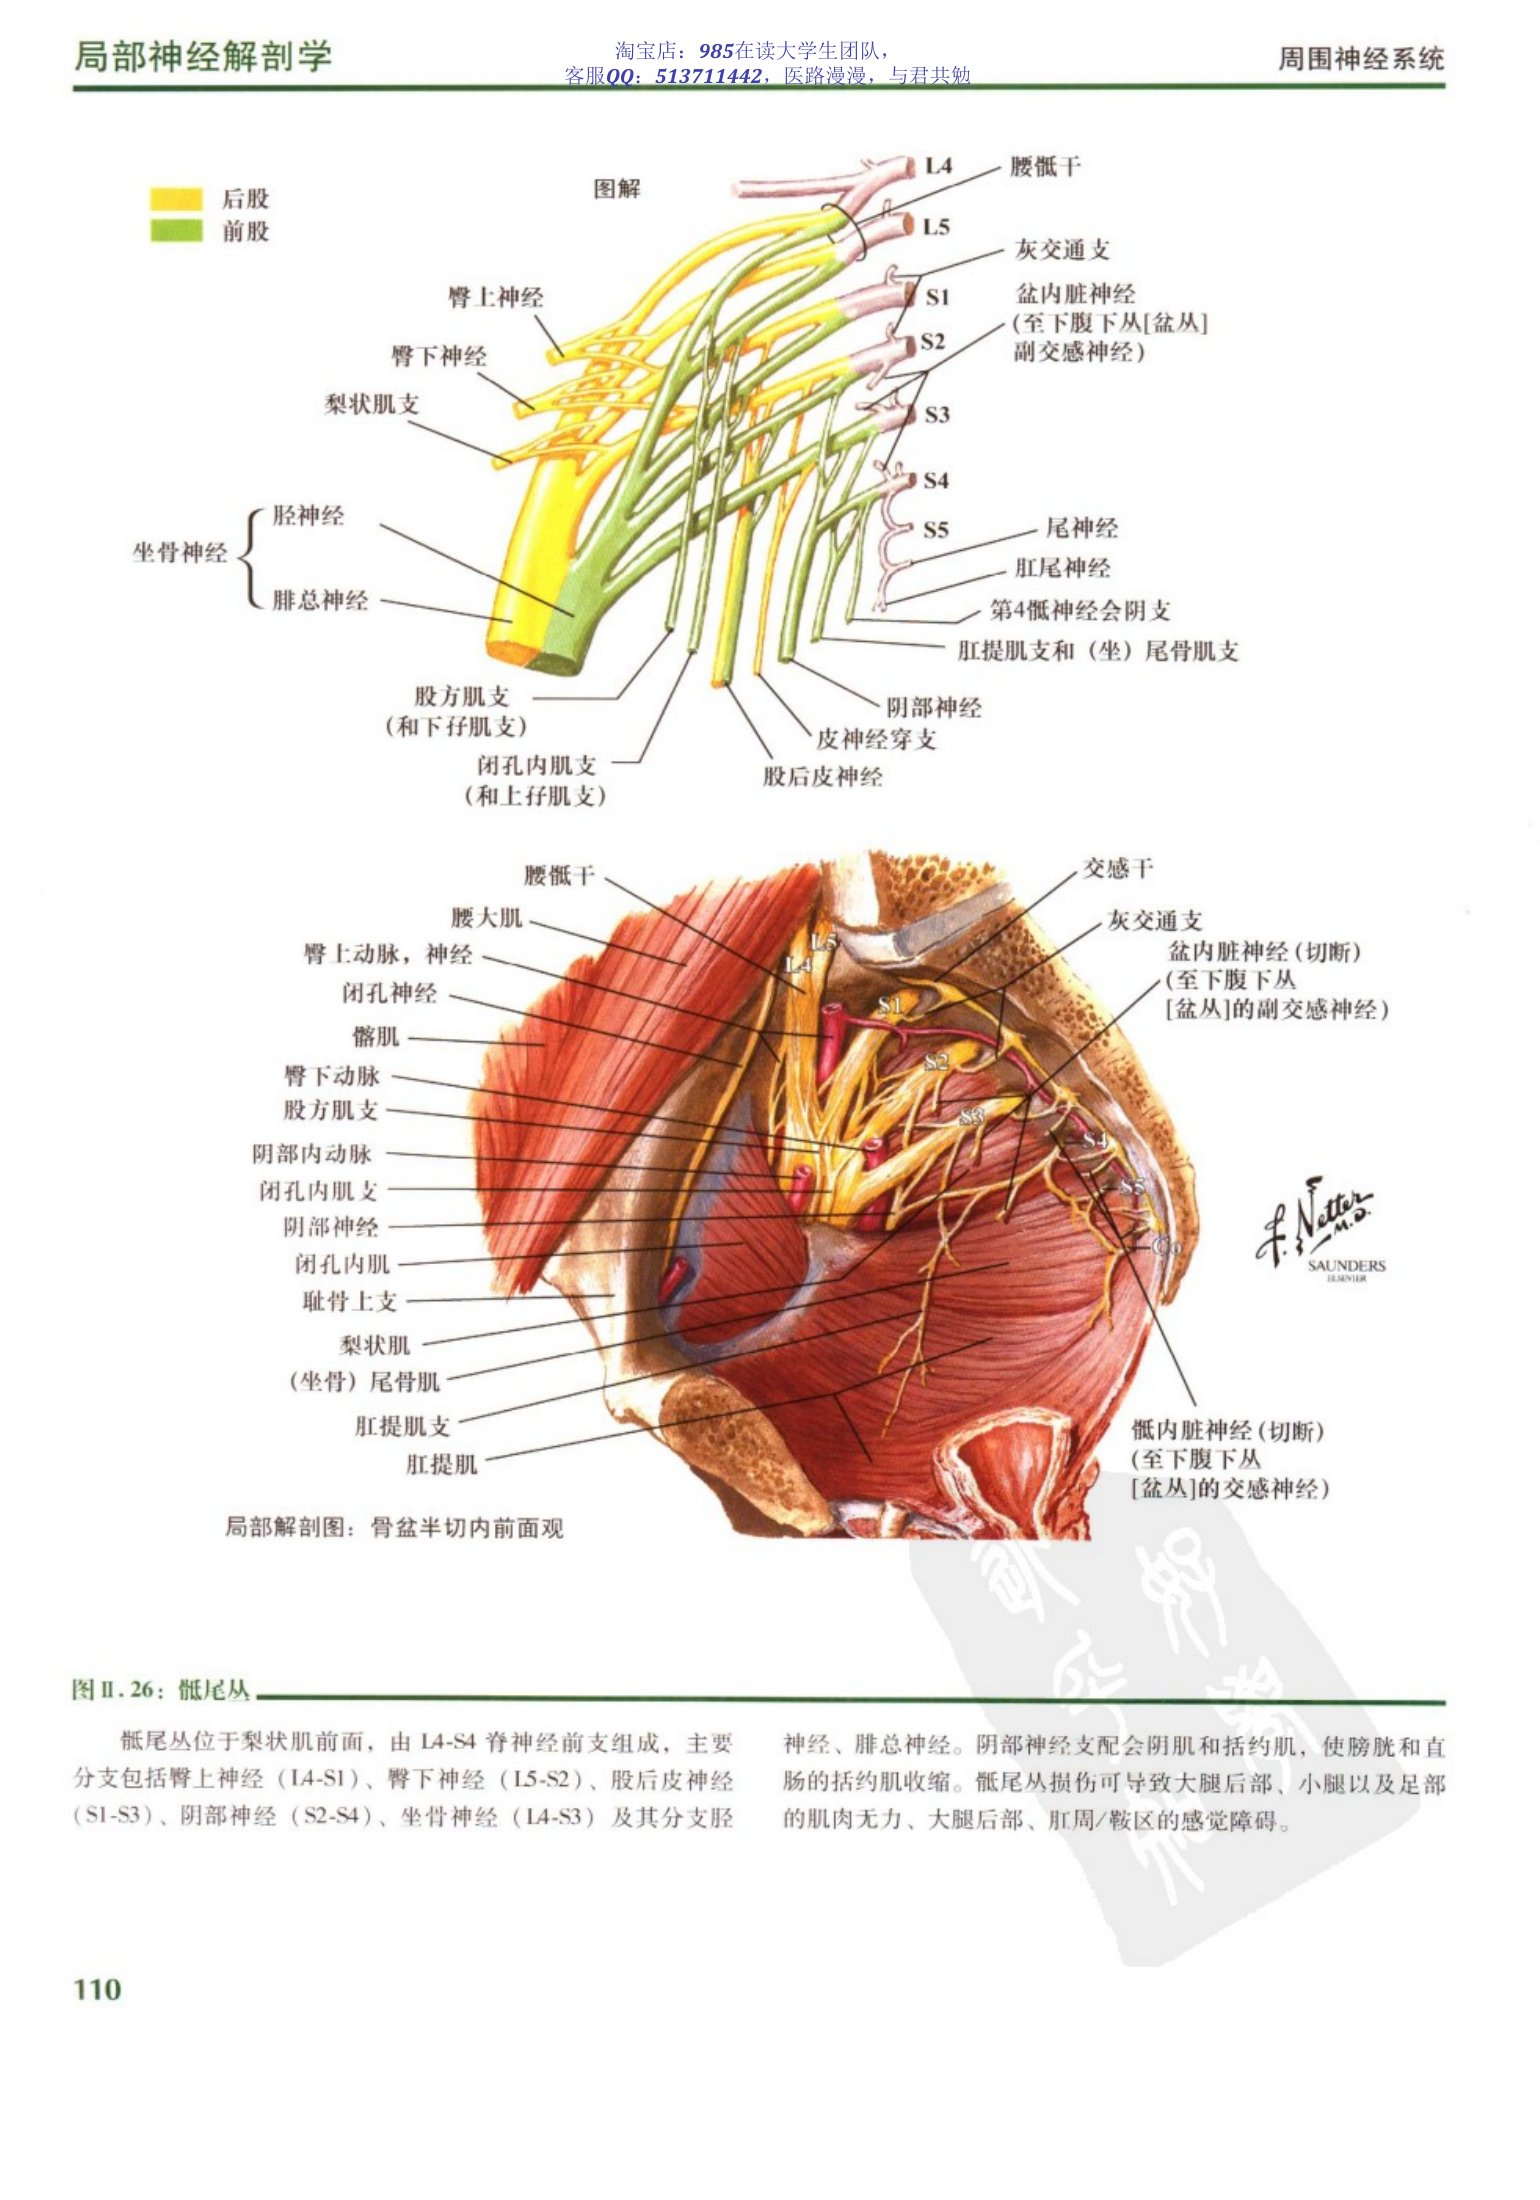 局部神经解剖学
淘宝店：985在读大学生团队，
客服QQ：513711442，医路漫漫，与君共勉
周围神经系统
后股
前股
图解
L4
腰骶干
L5
灰交通支
S1
盆内脏神经
(至下腹下丛[盆丛]
副交感神经)
S2
S3
S4
S5
臀上神经
臀下神经
梨状肌支
坐骨神经
胫神经
腓总神经
尾神经
肛尾神经
第4骶神经会阴支
肛提肌支和（坐）尾骨肌支
股方肌支
(和下孖肌支)
闭孔内肌支
(和上孖肌支)
阴部神经
皮神经穿支
股后皮神经
腰骶干
腰大肌
臀上动脉，神经
闭孔神经
髂肌
臀下动脉
股方肌支
阴部内动脉
闭孔内肌支
阴部神经
闭孔内肌
耻骨上支
梨状肌
(坐骨) 尾骨肌
肛提肌支
肛提肌
L5
L4
S1
S2
S3
S4
S5
Co
交感干
灰交通支
盆内脏神经(切断)
(至下腹下丛
[盆丛]的副交感神经)
F. Netter
M.D.
SAUNDERS
ELSEVIER
骶内脏神经(切断)
(至下腹下丛
[盆丛]的交感神经)
局部解剖图：骨盆半切内前面观
图Ⅱ.26：骶尾丛
骶尾丛位于梨状肌前面，由 L4-S4 脊神经前支组成，主要
分支包括臀上神经（L4-S1）、臀下神经（L5-S2）、股后皮神经
（S1-S3）、阴部神经（S2-S4）、坐骨神经（L4-S3）及其分支胫
神经、腓总神经。阴部神经支配会阴肌和括约肌，使膀胱和直
肠的括约肌收缩。骶尾丛损伤可导致大腿后部、小腿以及足部
的肌肉无力、大腿后部、肛周/鞍区的感觉障碍。
110